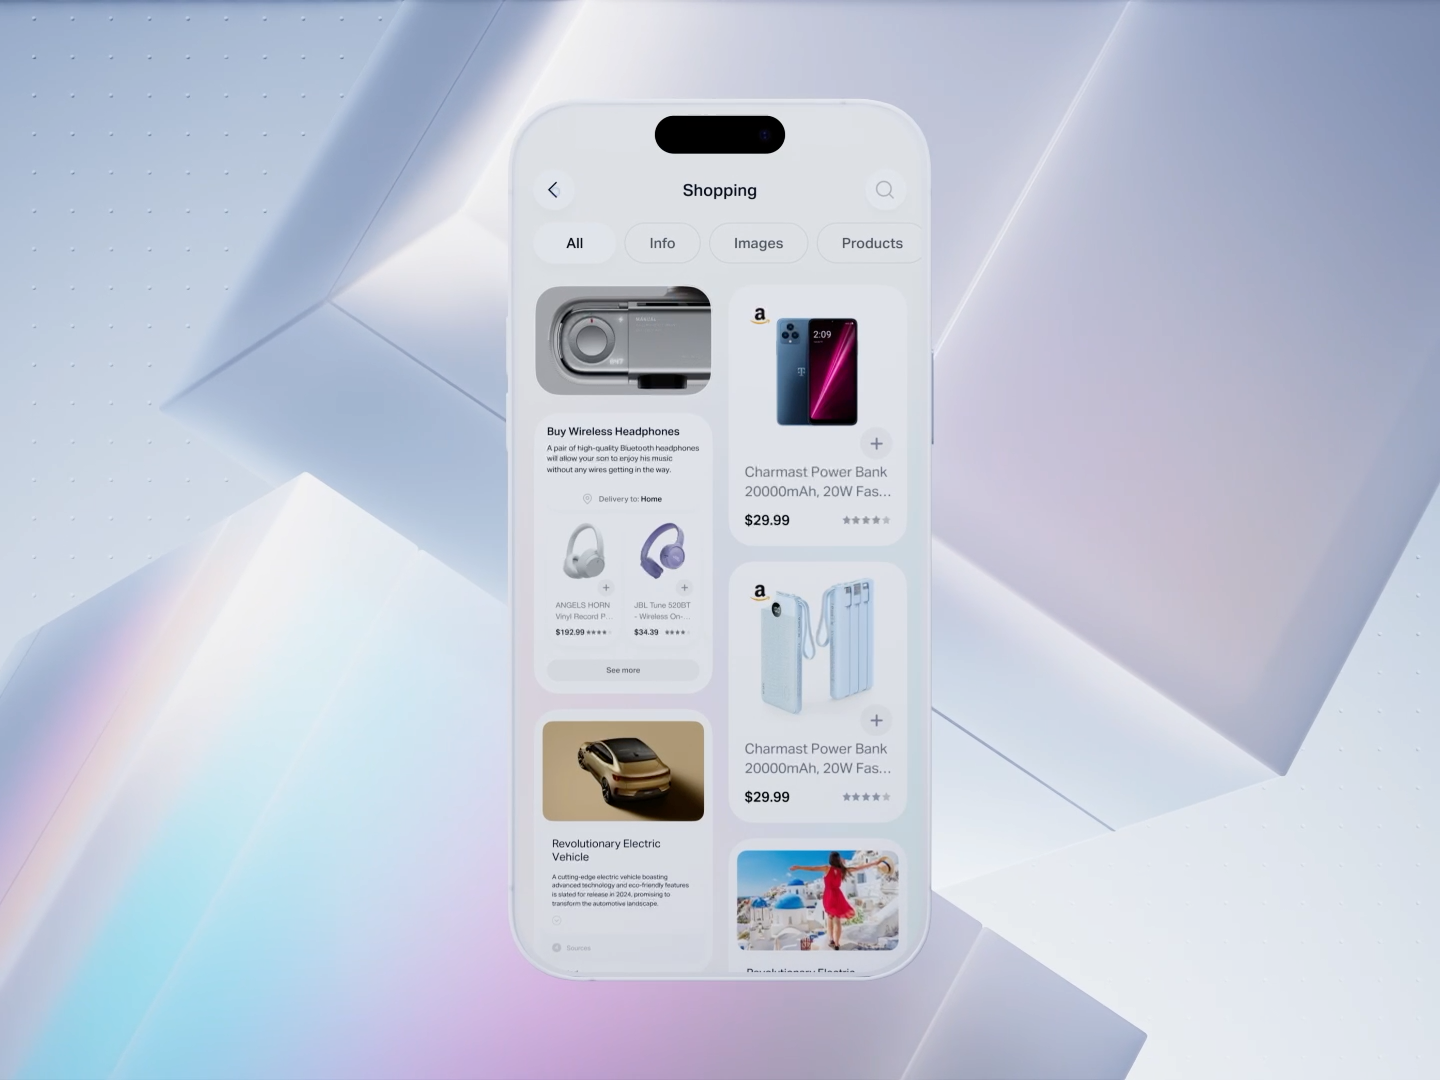 Shopping
All
Info
Images
Products
MANUAL
Buy Wireless Headphones
A pair of high-quality Bluetooth headphones
will allow your son to enjoy his music
without any wires getting in the way.
Delivery to: Home
ANGELS HORN
Vinyl Record P...
$192.99
JBL Tune 520BT
- Wireless On-...
$34.39
See more
Revolutionary Electric
Vehicle
A cutting-edge electric vehicle boasting
advanced technology and eco-friendly features
is slated for release in 2024, promising to
transform the automotive landscape.
Sources
a
2:09
T
Charmast Power Bank
20000mAh, 20W Fas...
$29.99
a
Charmast Power Bank
20000mAh, 20W Fas...
$29.99
Revolutionary Electric